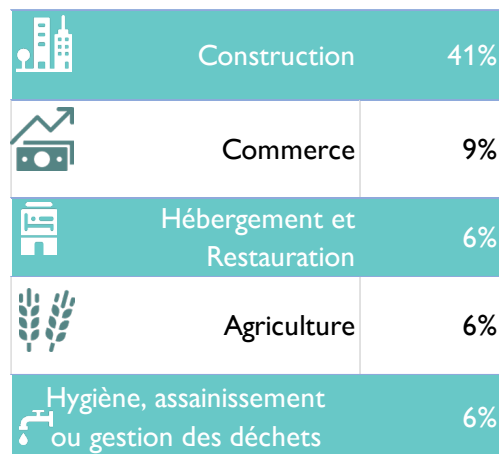 Construction 41%
Commerce 9%
Hébergement et
Restauration 6%
Agriculture 6%
Hygiène, assainissement
ou gestion des déchets 6%